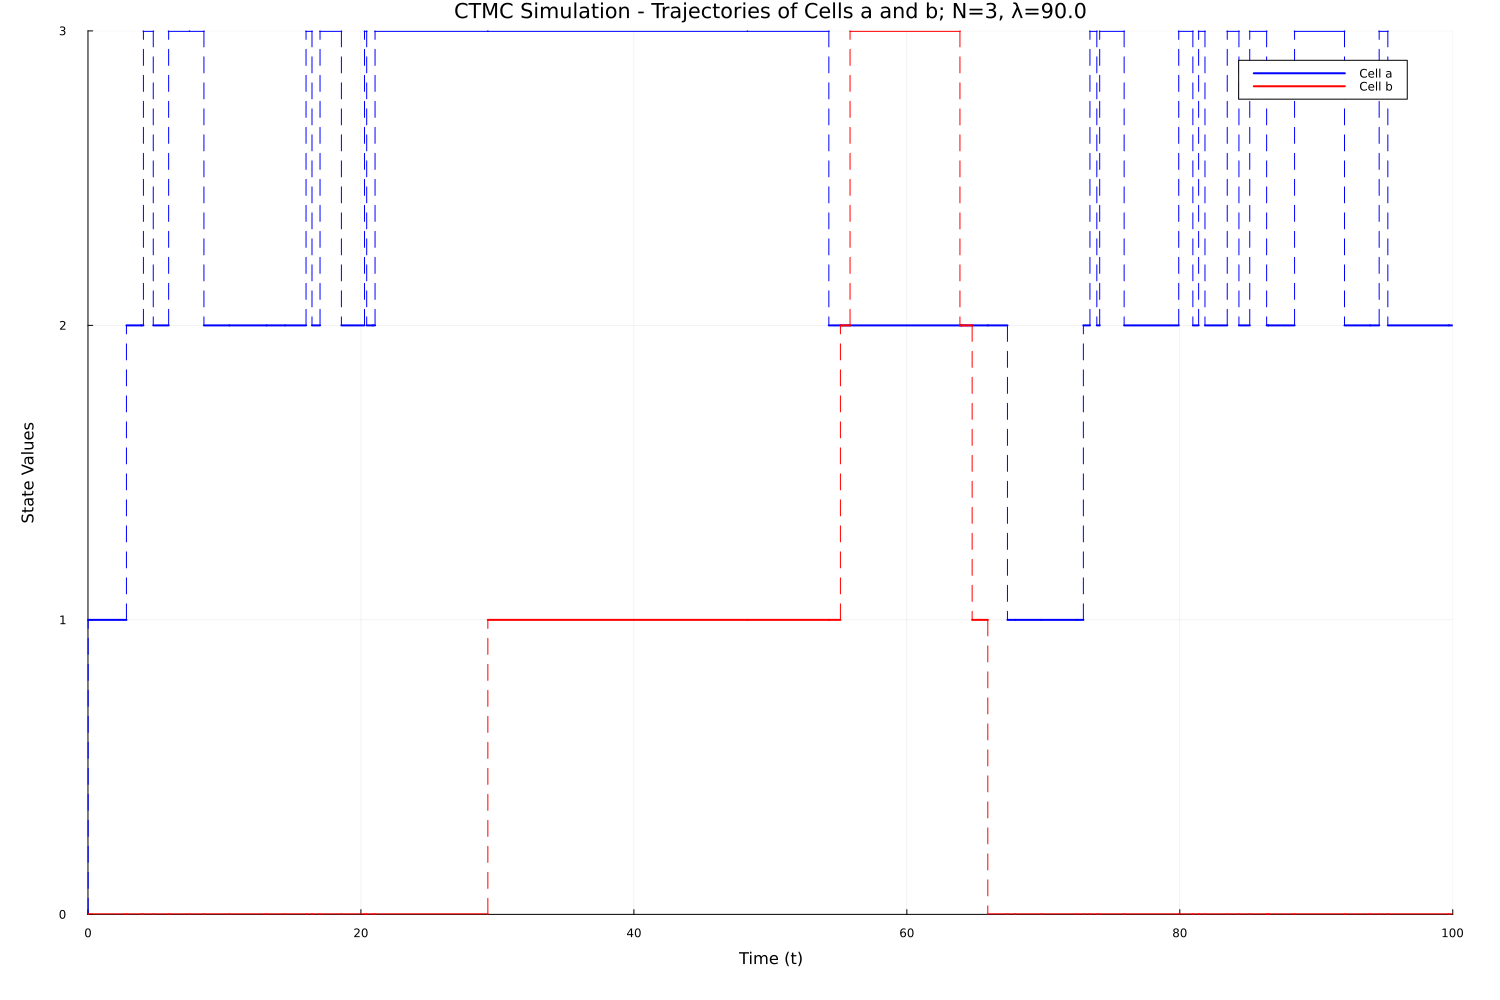 CTMC Simulation - Trajectories of Cells a and b; N=3, λ=90.0
3
Cell a
Cell b
2
State Values
1
0
0 20 40 60 80 100
Time (t)